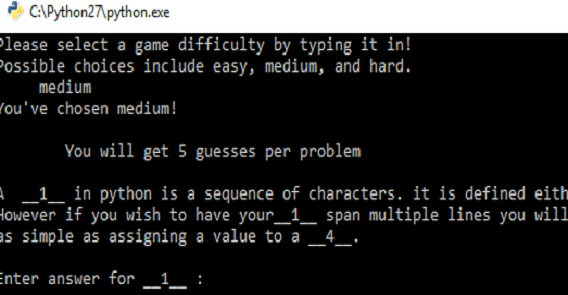 C:\Python27\python.exe
Please select a game difficulty by typing it in!
Possible choices include easy, medium, and hard.
medium
You've chosen medium!
You will get 5 guesses per problem
A __1__ in python is a sequence of characters. it is defined eith
However if you wish to have your__1__ span multiple lines you will
as simple as assigning a value to a __4__.
Enter answer for __1__ :